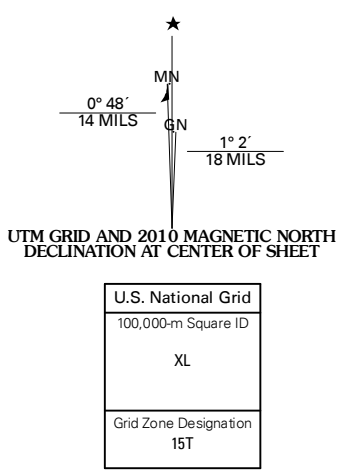 MN
0° 48´
14 MILS
GN
1° 2´
18 MILS
UTM GRID AND 2010 MAGNETIC NORTH
DECLINATION AT CENTER OF SHEET
U.S. National Grid
100,000-m Square ID
XL
Grid Zone Designation
15T